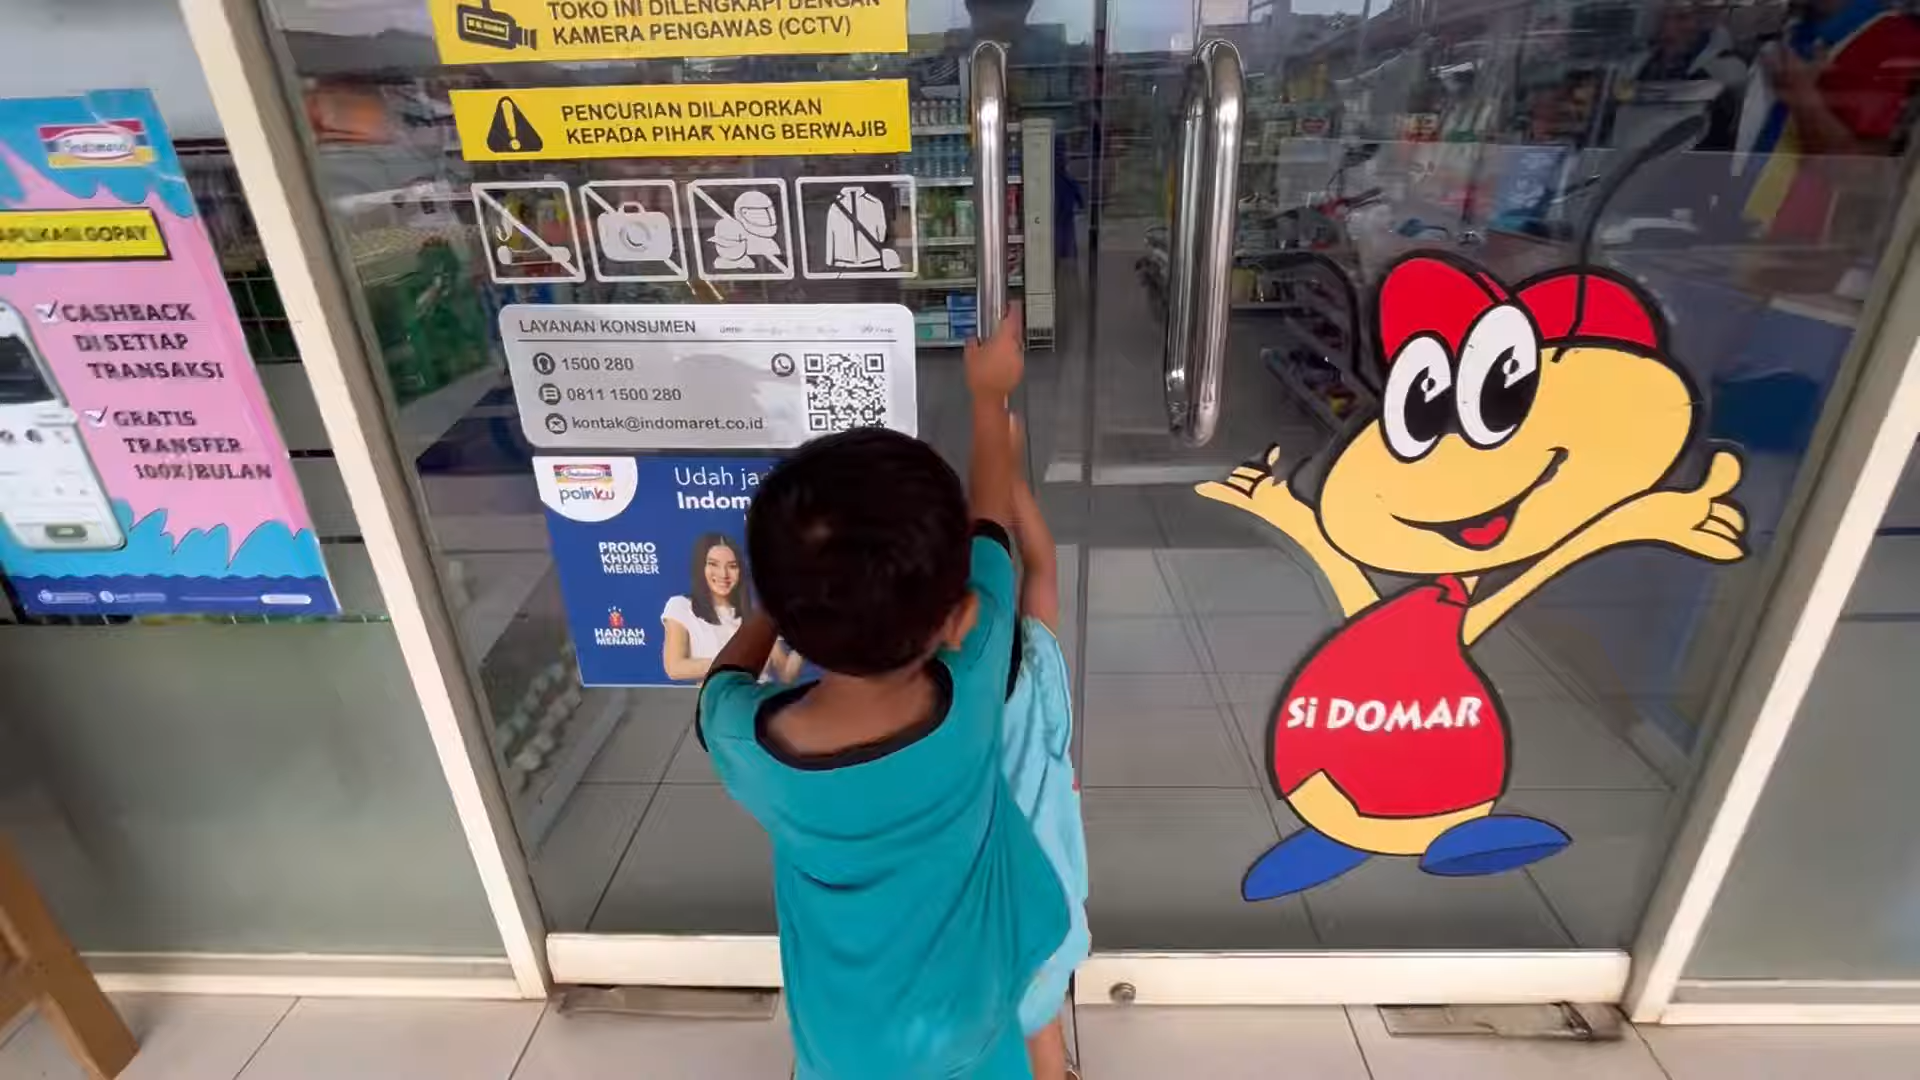 TOKO INI DILENGKAPI DENGAN
KAMERA PENGAWAS (CCTV)
PENCURIAN DILAPORKAN
KEPADA PIHAK YANG BERWAJIB
Indomaret
APLIKASI GOPAY
CASHBACK
DI SETIAP
TRANSAKSI
GRATIS
TRANSFER
100X/BULAN
LAYANAN KONSUMEN
1500 280
0811 1500 280
kontak@indomaret.co.id
Indomaret
poinku
Udah ja
Indom
PROMO
KHUSUS
MEMBER
HADIAH
MENARIK
Si DOMAR